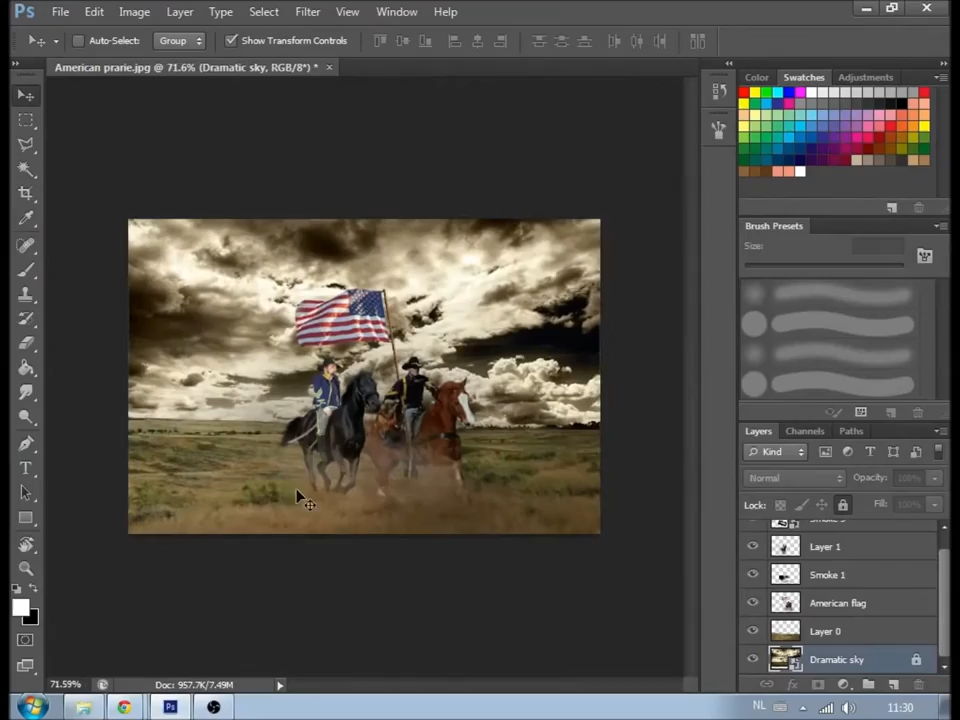 Ps File Edit Image Layer Type Select Filter View Window Help
Auto-Select: Group Show Transform Controls
American prarie.jpg @ 71.6% (Dramatic sky, RGB/8*) * ×
Color Swatches Adjustments
Brush Presets
Size:
Layers Channels Paths
Kind
Normal Opacity: 100%
Lock: Fill: 100%
Layer 1
Smoke 1
American flag
Layer 0
Dramatic sky
71.59% Doc: 957.7K/7.49M
Ps NL 11:30